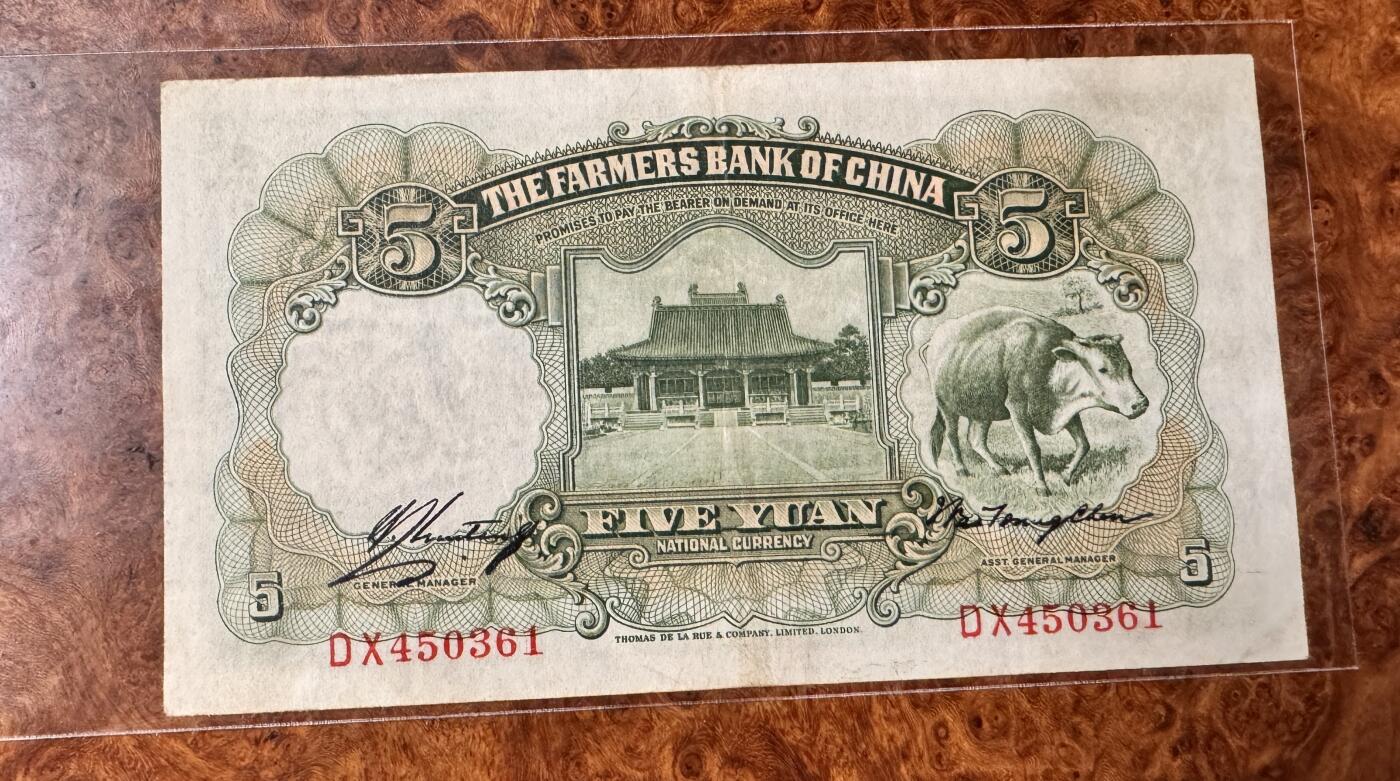 THE FARMERS BANK OF CHINA
PROMISES TO PAY THE BEARER ON DEMAND AT ITS OFFICE HERE
5
5
FIVE YUAN
NATIONAL CURRENCY
GENERAL MANAGER
ASST. GENERAL MANAGER
5
5
DX450361
DX450361
THOMAS DE LA RUE & COMPANY, LIMITED. LONDON.